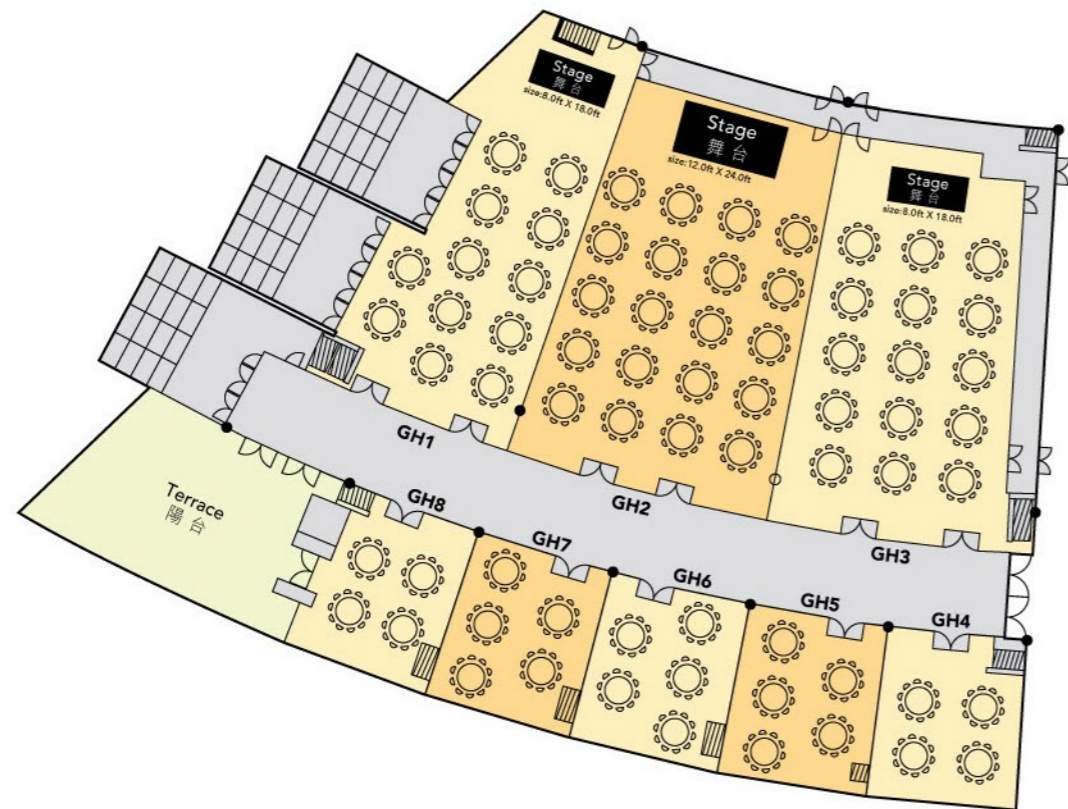 Stage
舞台
size:8.0ft X 18.0ft
Stage
舞台
size:12.0ft X 24.0ft
Stage
舞台
size:8.0ft X 18.0ft
GH1
GH2
GH3
Terrace
陽台
GH8
GH7
GH6
GH5
GH4